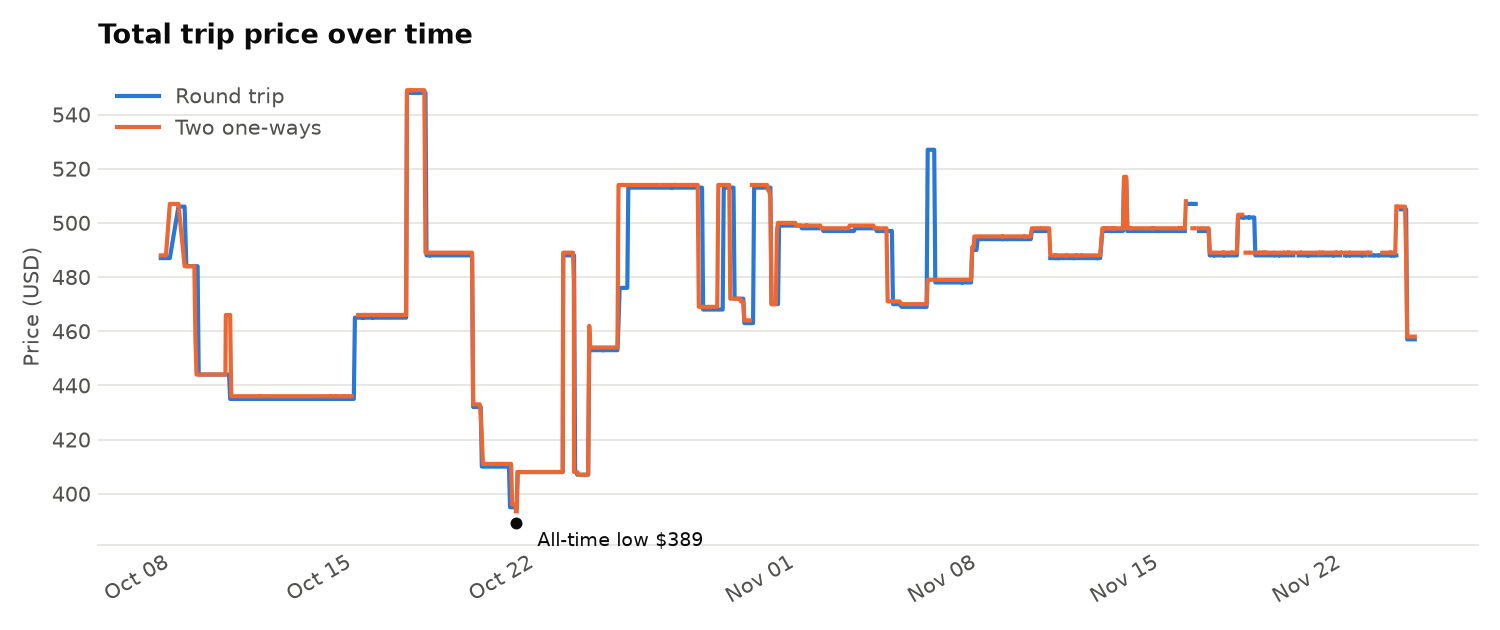 Total trip price over time
Round trip
Two one-ways
Price (USD)
540
520
500
480
460
440
420
400
All-time low $389
Oct 08
Oct 15
Oct 22
Nov 01
Nov 08
Nov 15
Nov 22